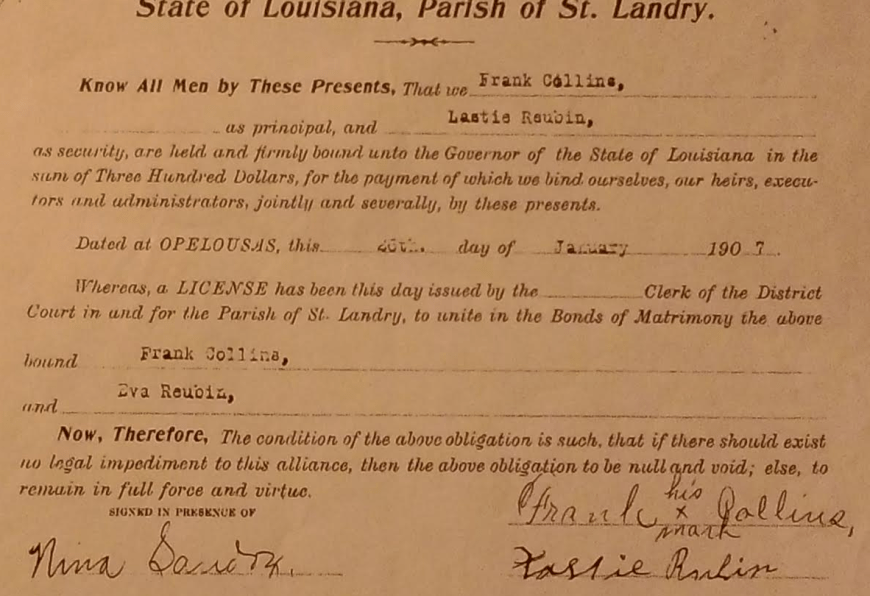 State of Louisiana, Parish of St. Landry.
Know All Men by These Presents, That we Frank Collins,
as principal, and Lastie Reubin,
as security, are held and firmly bound unto the Governor of the State of Louisiana in the
sum of Three Hundred Dollars, for the payment of which we bind ourselves, our heirs, execu-
tors and administrators, jointly and severally, by these presents.
Dated at OPELOUSAS, this day of January 1907.
Whereas, a LICENSE has been this day issued by the Clerk of the District
Court in and for the Parish of St. Landry, to unite in the Bonds of Matrimony the above
bound Frank Collins,
and Eva Reubin,
Now, Therefore, The condition of the above obligation is such, that if there should exist
no legal impediment to this alliance, then the above obligation to be null and void; else, to
remain in full force and virtue.
SIGNED IN PRESENCE OF
Frank his x mark Collins,
Nina Lastie Rubin